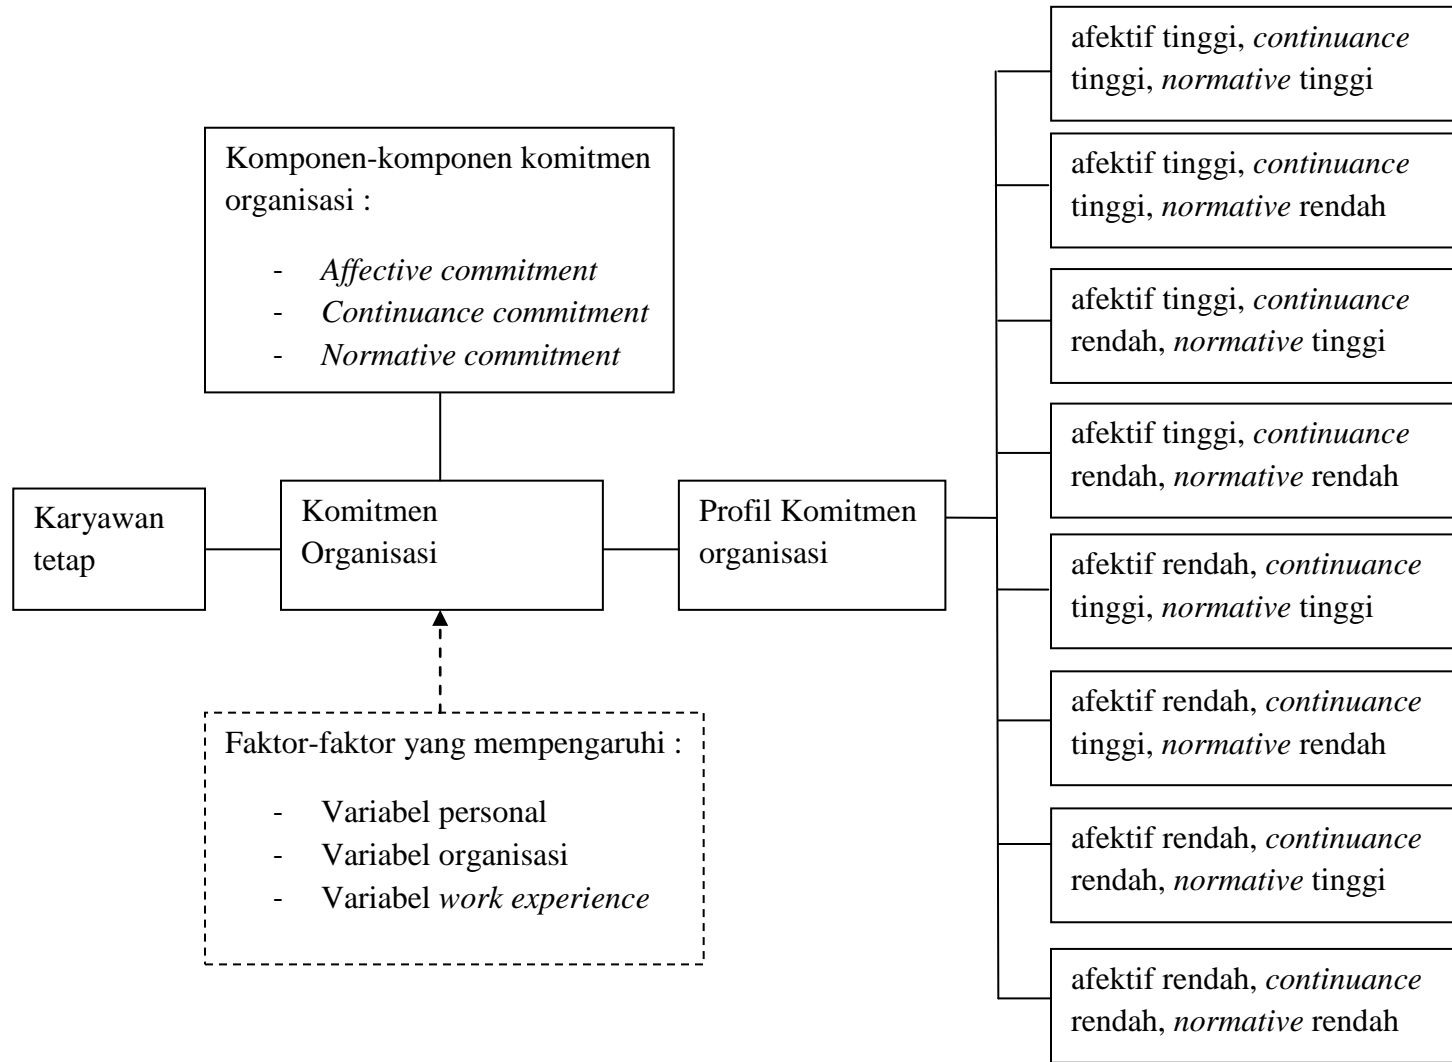 Komponen-komponen komitmen
organisasi :
- Affective commitment
- Continuance commitment
- Normative commitment
Karyawan
tetap
Komitmen
Organisasi
Profil Komitmen
organisasi
Faktor-faktor yang mempengaruhi :
- Variabel personal
- Variabel organisasi
- Variabel work experience
afektif tinggi, continuance
tinggi, normative tinggi
afektif tinggi, continuance
tinggi, normative rendah
afektif tinggi, continuance
rendah, normative tinggi
afektif tinggi, continuance
rendah, normative rendah
afektif rendah, continuance
tinggi, normative tinggi
afektif rendah, continuance
tinggi, normative rendah
afektif rendah, continuance
rendah, normative tinggi
afektif rendah, continuance
rendah, normative rendah